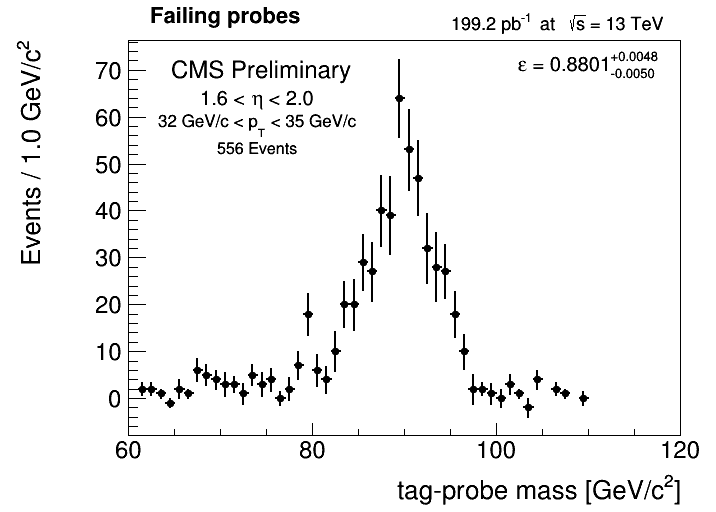 Failing probes
199.2 pb⁻¹ at √s = 13 TeV
CMS Preliminary
1.6 < η < 2.0
32 GeV/c < p_T < 35 GeV/c
556 Events
ε = 0.8801 +0.0048 -0.0050
Events / 1.0 GeV/c²
70
60
50
40
30
20
10
0
60 80 100 120
tag-probe mass [GeV/c²]